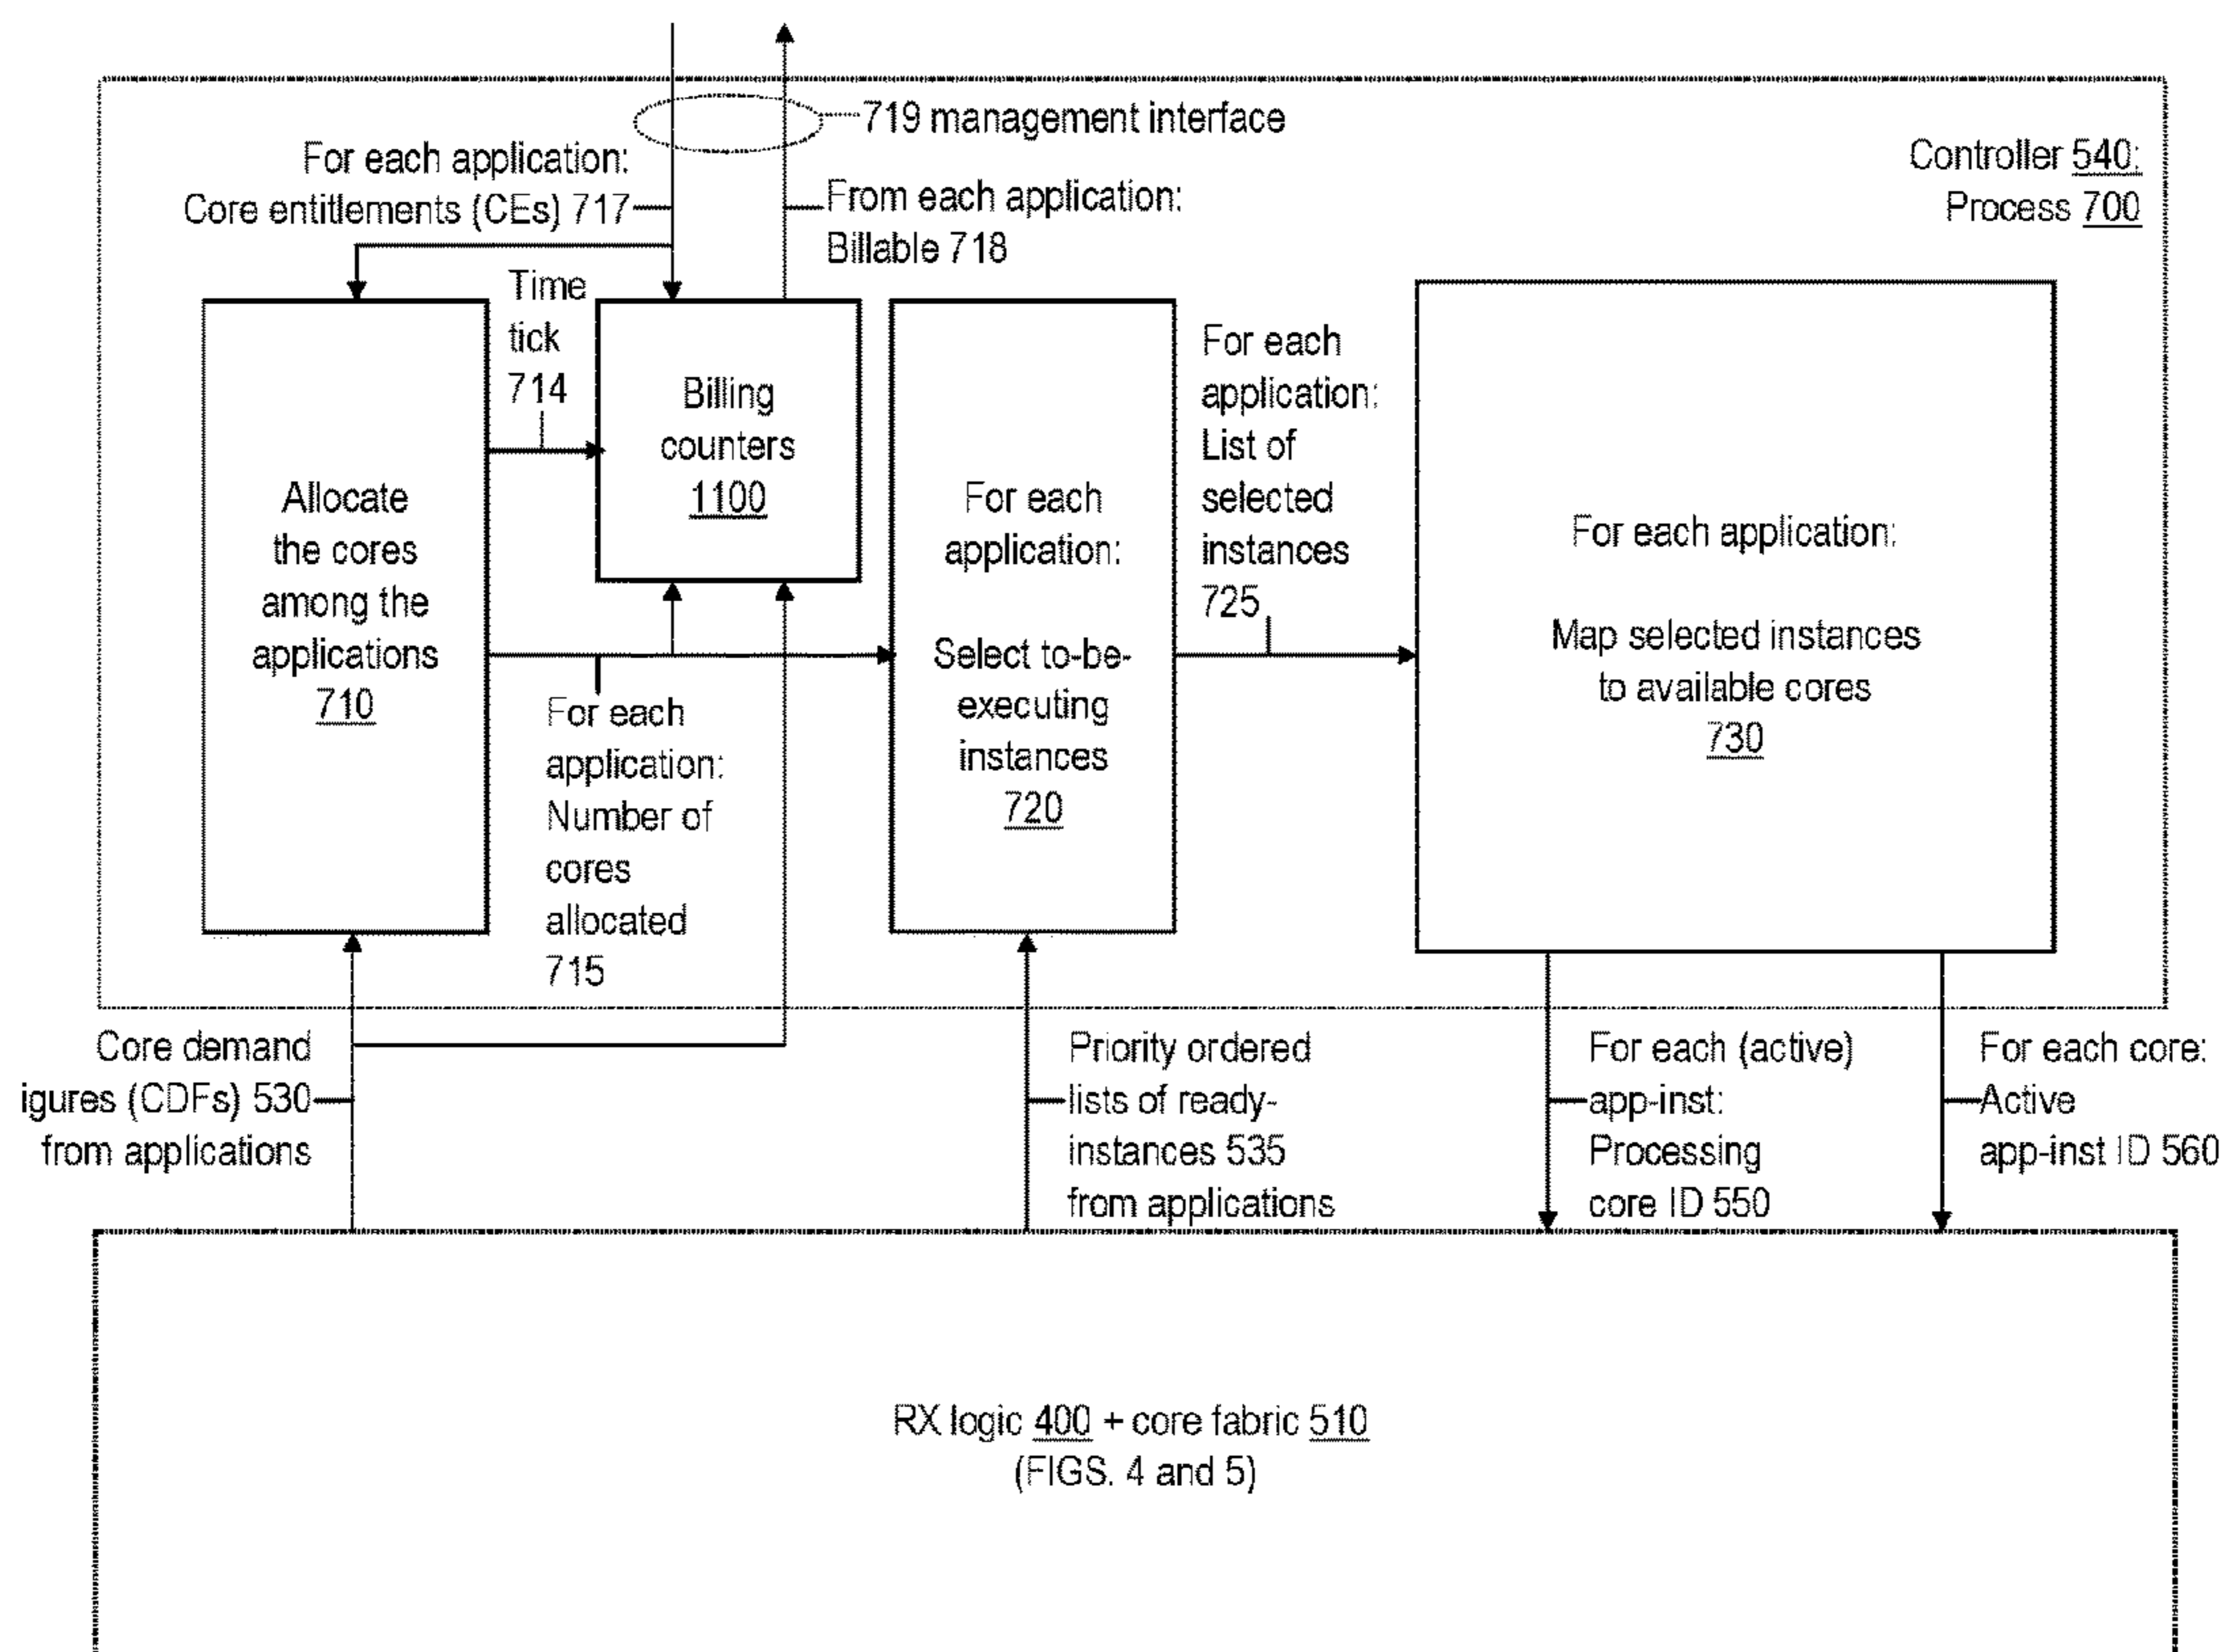 719 management interface
For each application:
Core entitlements (CEs) 717
From each application:
Billable 718
Controller 540:
Process 700
Time
tick
714
Billing
counters
1100
Allocate
the cores
among the
applications
710
For each
application:
Number of
cores
allocated
715
For each
application:
Select to-be-
executing
instances
720
For each
application:
List of
selected
instances
725
For each application:
Map selected instances
to available cores
730
Core demand
igures (CDFs) 530
from applications
Priority ordered
lists of ready-
instances 535
from applications
For each (active)
app-inst:
Processing
core ID 550
For each core:
Active
app-inst ID 560
RX logic 400 + core fabric 510
(FIGS. 4 and 5)